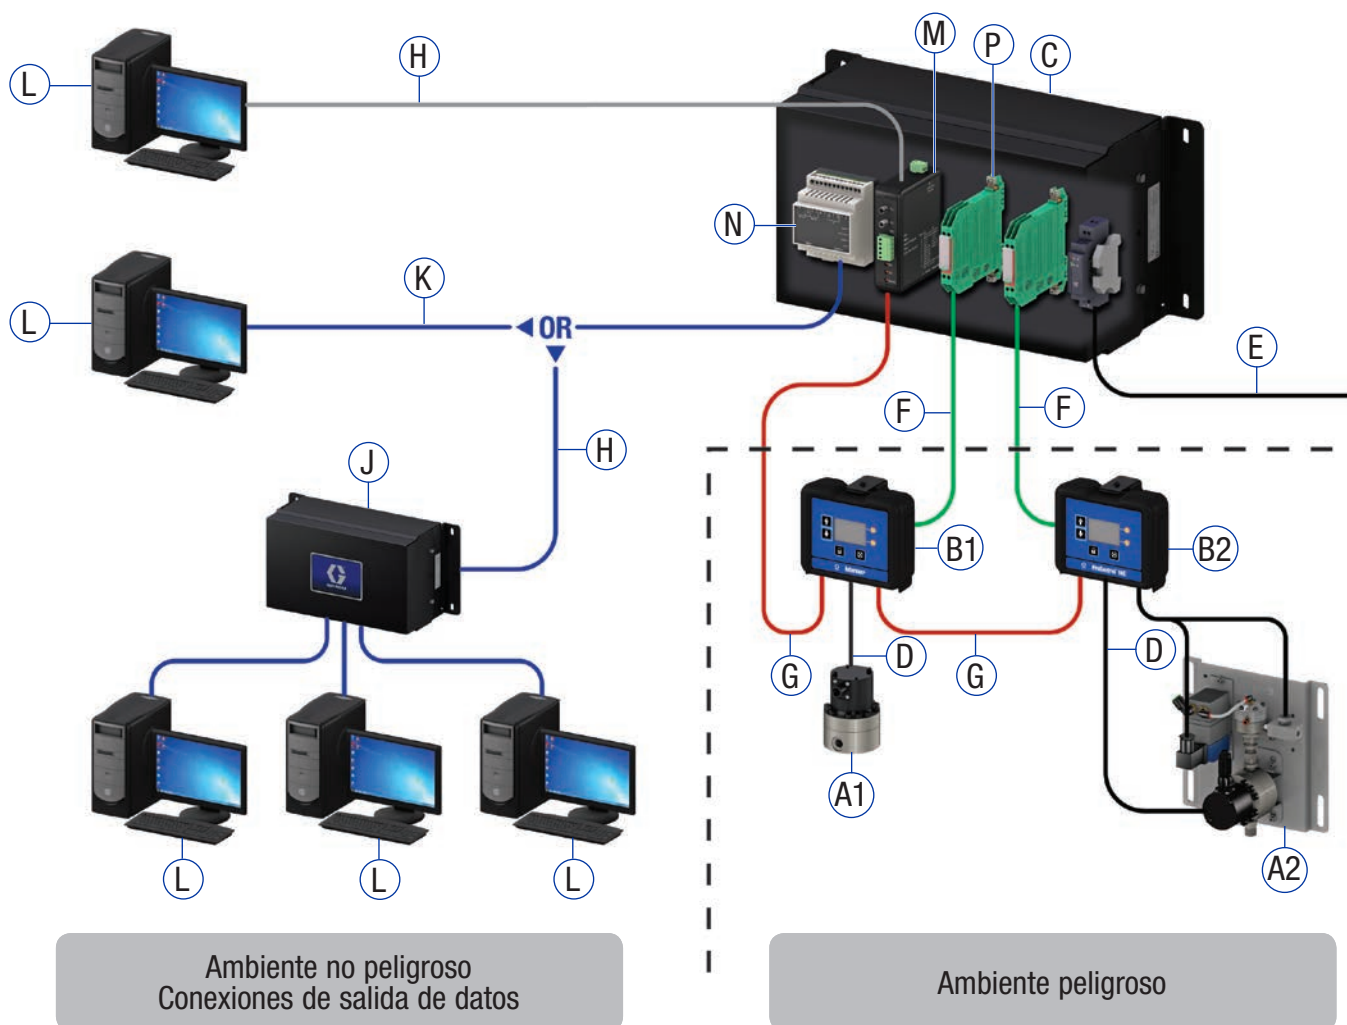 M
P
C
H
L
N
K
L
OR
E
F
F
H
J
B1
B2
G
D
G
D
A1
A2
L
L
L
Ambiente no peligroso
Conexiones de salida de datos
Ambiente peligroso